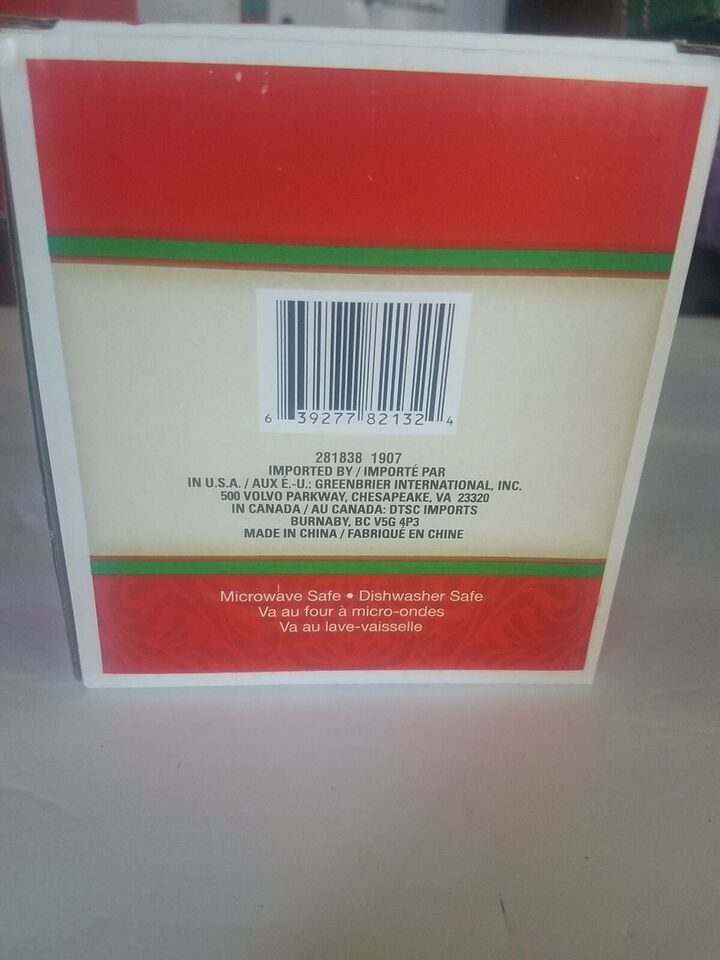 6 39277 82132 4
281838 1907
IMPORTED BY / IMPORTÉ PAR
IN U.S.A. / AUX É.-U.: GREENBRIER INTERNATIONAL, INC.
500 VOLVO PARKWAY, CHESAPEAKE, VA 23320
IN CANADA / AU CANADA: DTSC IMPORTS
BURNABY, BC V5G 4P3
MADE IN CHINA / FABRIQUÉ EN CHINE
Microwave Safe • Dishwasher Safe
Va au four à micro-ondes
Va au lave-vaisselle